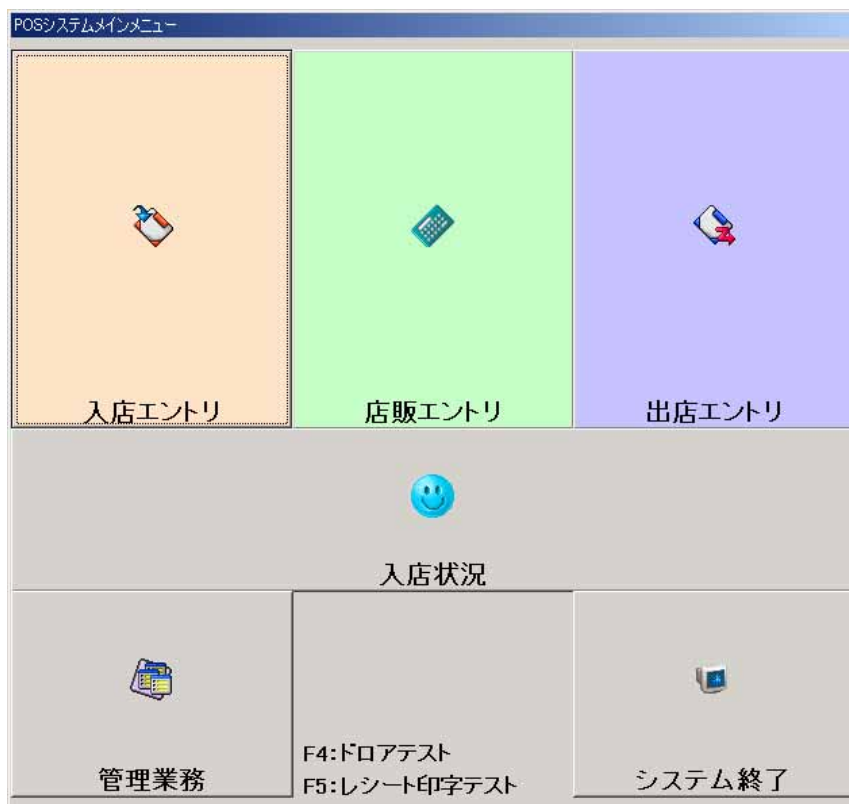 POSシステムメインメニュー
入店エントリ
店販エントリ
出店エントリ
入店状況
管理業務
F4:ドロアテスト
F5:レシート印字テスト
システム終了